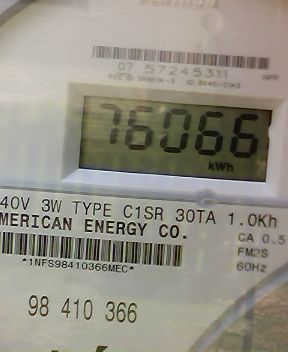 07 57245311
76066
kWh
40V 3W TYPE C1SR 30TA 1.0Kh
MERICAN ENERGY CO.
CA 0.5
*1NFS98410366MEC*
FM2S
60Hz
98 410 366